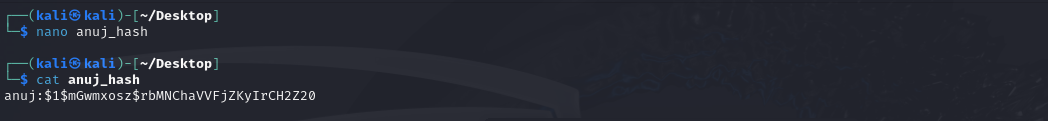 ┌──(kali㉿kali)-[~/Desktop]
└─$ nano anuj_hash
┌──(kali㉿kali)-[~/Desktop]
└─$ cat anuj_hash
anuj:$1$mGwmxosz$rbMNChaVVFjZKyIrCH2Z20